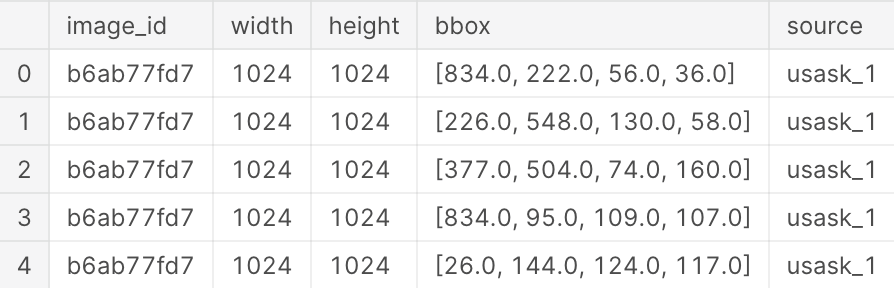 image_id width height bbox source
0 b6ab77fd7 1024 1024 [834.0, 222.0, 56.0, 36.0] usask_1
1 b6ab77fd7 1024 1024 [226.0, 548.0, 130.0, 58.0] usask_1
2 b6ab77fd7 1024 1024 [377.0, 504.0, 74.0, 160.0] usask_1
3 b6ab77fd7 1024 1024 [834.0, 95.0, 109.0, 107.0] usask_1
4 b6ab77fd7 1024 1024 [26.0, 144.0, 124.0, 117.0] usask_1